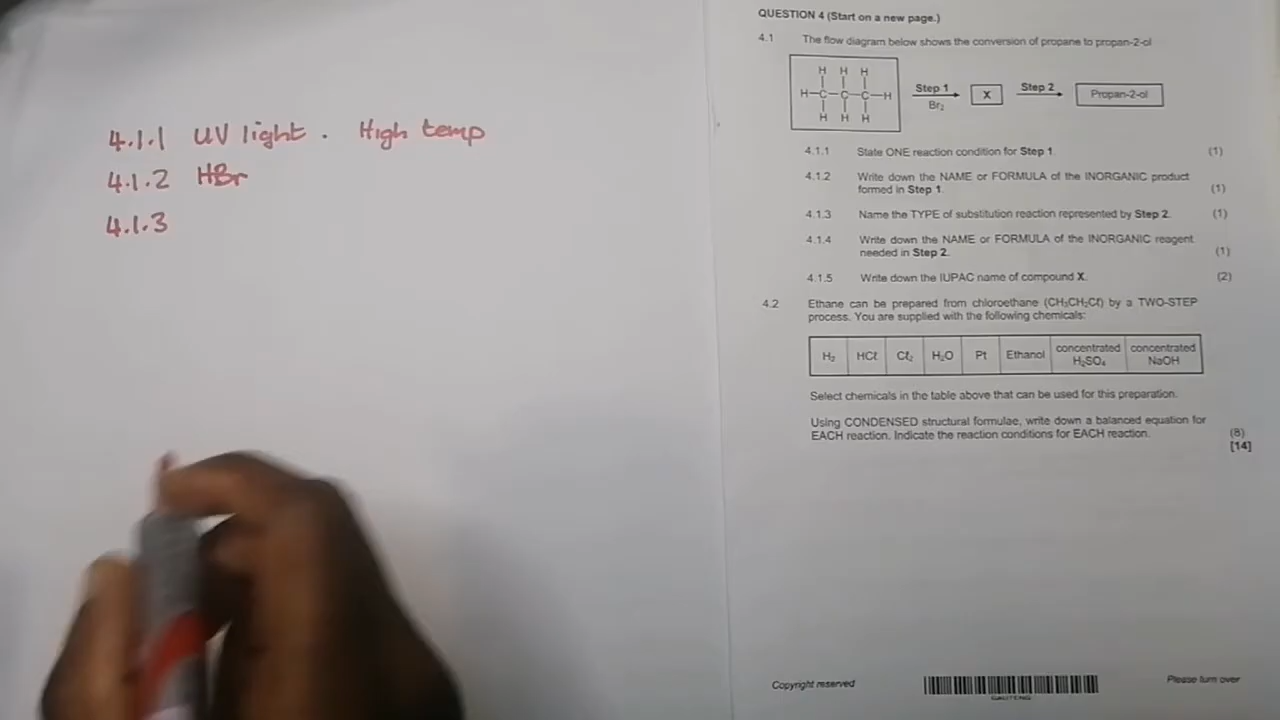 4.1.1 UV light . High temp
4.1.2 HBr
4.1.3
QUESTION 4 (Start on a new page.)
4.1 The flow diagram below shows the conversion of propane to propan-2-ol
H H H
H-C-C-C-H
H H H
Step 1
Br₂
X
Step 2
Propan-2-ol
4.1.1 State ONE reaction condition for Step 1. (1)
4.1.2 Write down the NAME or FORMULA of the INORGANIC product
formed in Step 1. (1)
4.1.3 Name the TYPE of substitution reaction represented by Step 2. (1)
4.1.4 Write down the NAME or FORMULA of the INORGANIC reagent
needed in Step 2. (1)
4.1.5 Write down the IUPAC name of compound X. (2)
4.2 Ethane can be prepared from chloroethane (CH₃CH₂Cℓ) by a TWO-STEP
process. You are supplied with the following chemicals:
H₂ HCℓ Cℓ₂ H₂O Pt Ethanol concentrated H₂SO₄ concentrated NaOH
Select chemicals in the table above that can be used for this preparation.
Using CONDENSED structural formulae, write down a balanced equation for
EACH reaction. Indicate the reaction conditions for EACH reaction. (8)
[14]
Copyright reserved
GAUTENG
Please turn over